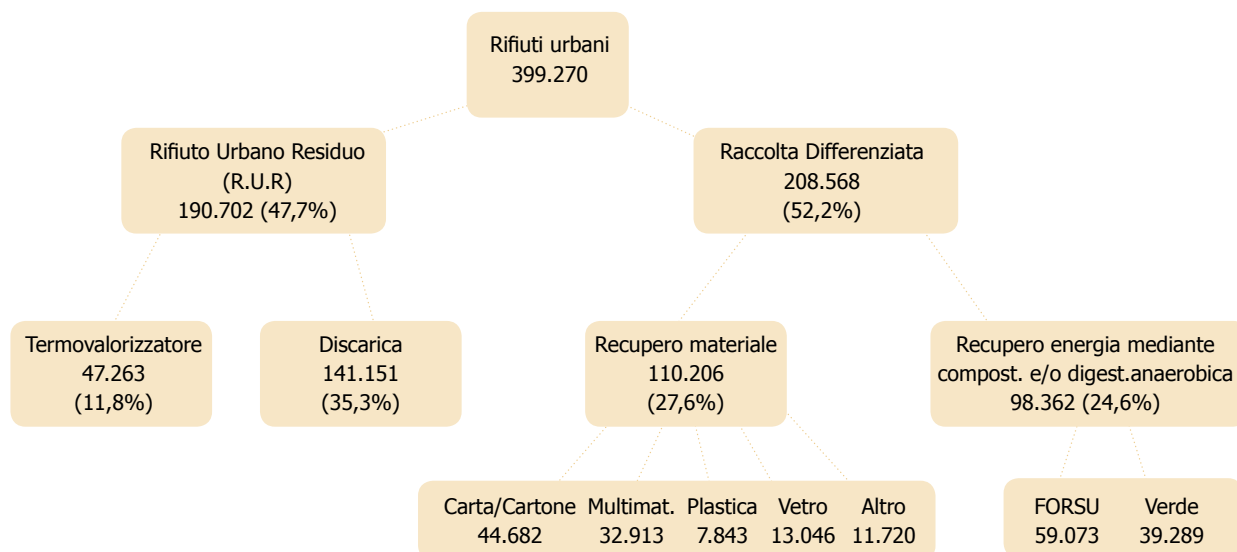 Rifiuti urbani
399.270
Rifiuto Urbano Residuo
(R.U.R)
190.702 (47,7%)
Raccolta Differenziata
208.568
(52,2%)
Termovalorizzatore
47.263
(11,8%)
Discarica
141.151
(35,3%)
Recupero materiale
110.206
(27,6%)
Recupero energia mediante
compost. e/o digest.anaerobica
98.362 (24,6%)
Carta/Cartone Multimat. Plastica Vetro Altro
44.682 32.913 7.843 13.046 11.720
FORSU Verde
59.073 39.289